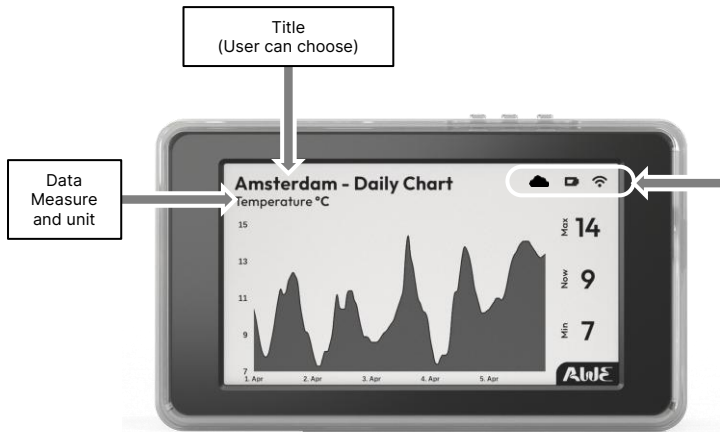 Title
(User can choose)
Data
Measure
and unit
Amsterdam - Daily Chart
Temperature °C
15
13
11
9
7
1. Apr
2. Apr
3. Apr
4. Apr
5. Apr
Max 14
Now 9
Min 7
AWE